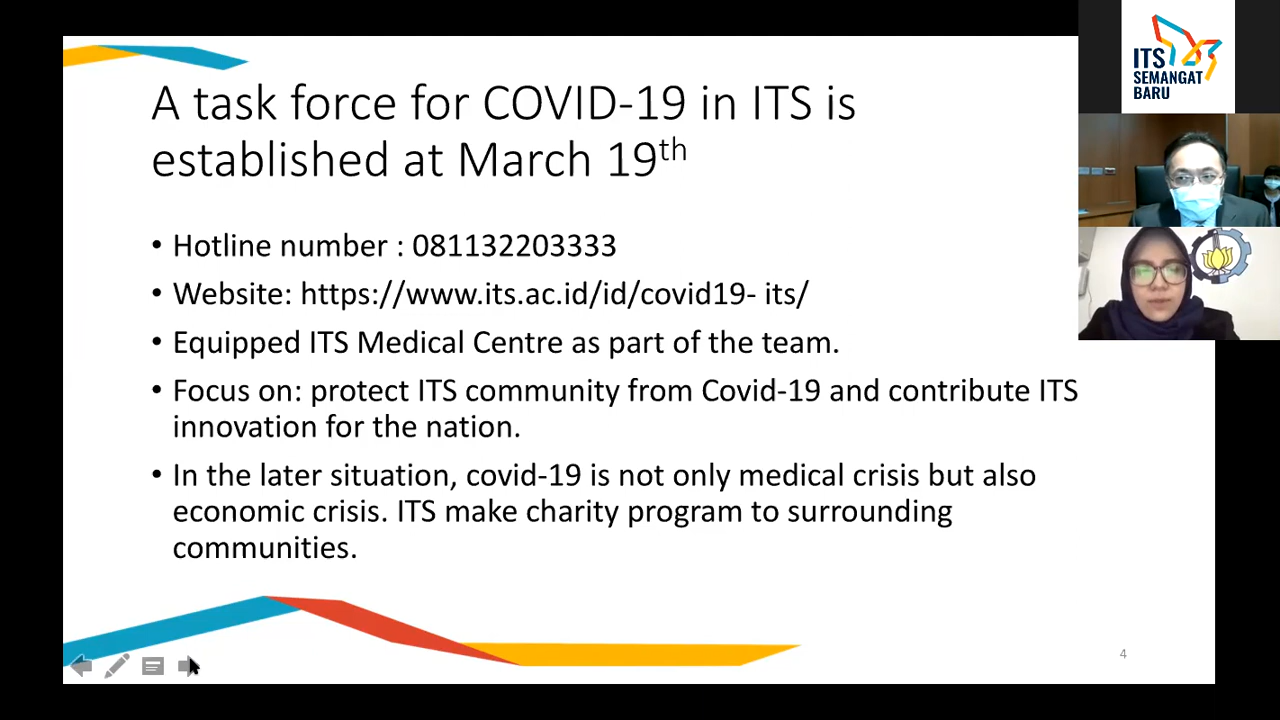 A task force for COVID-19 in ITS is
established at March 19th
• Hotline number : 081132203333
• Website: https://www.its.ac.id/id/covid19- its/
• Equipped ITS Medical Centre as part of the team.
• Focus on: protect ITS community from Covid-19 and contribute ITS
innovation for the nation.
• In the later situation, covid-19 is not only medical crisis but also
economic crisis. ITS make charity program to surrounding
communities.
4
ITS
SEMANGAT
BARU